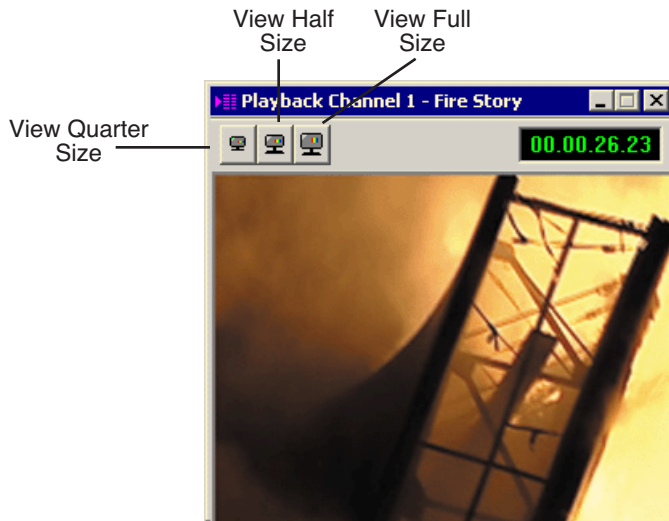 View Half
Size
View Full
Size
View Quarter
Size
Playback Channel 1 - Fire Story
00.00.26.23